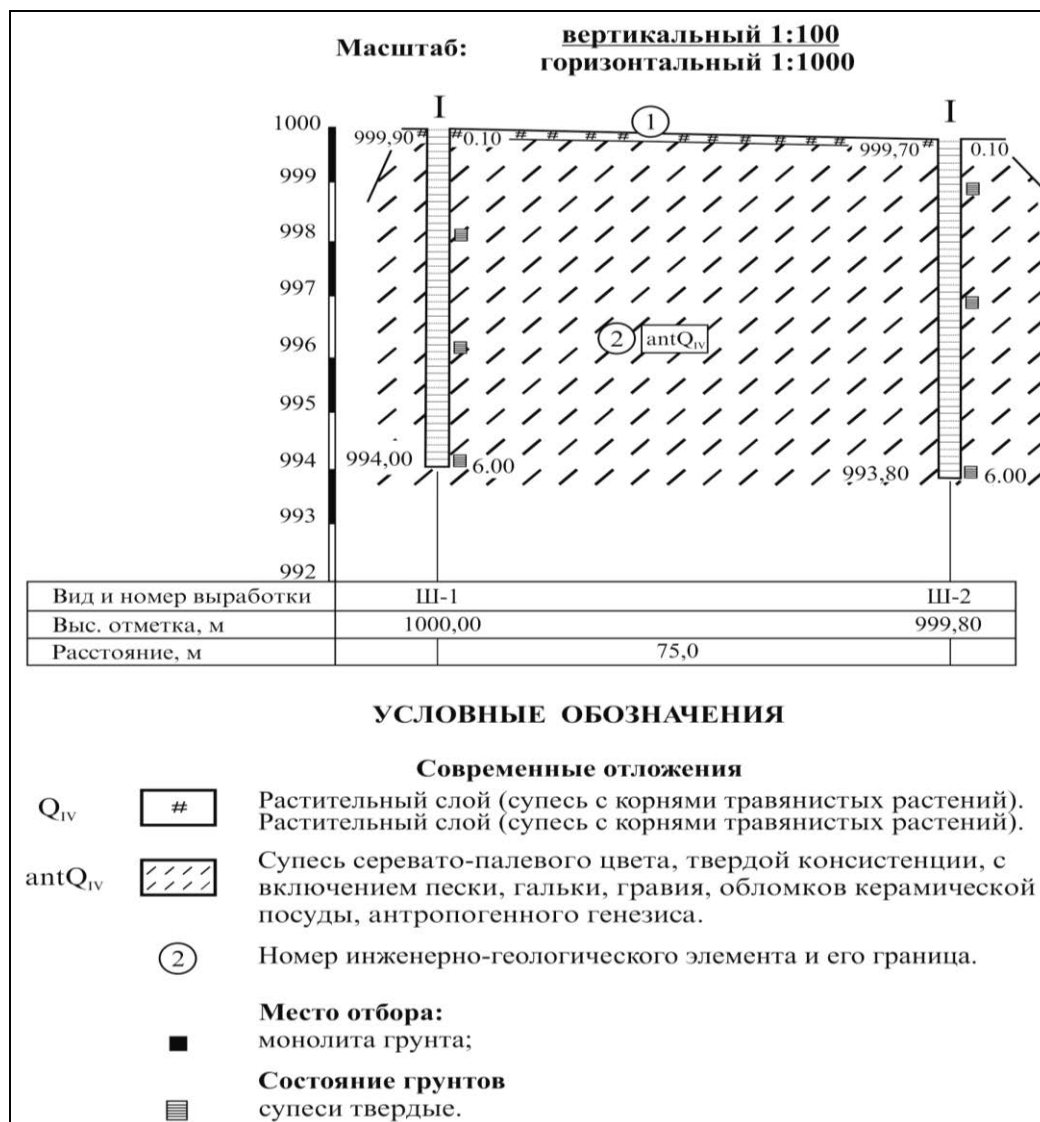 Масштаб:
вертикальный 1:100
горизонтальный 1:1000
I I
1
1000
999,90 # # 0.10 # # # # # # # # # # 999,70 # 0.10
999
998
997
996
2 antQIV
995
994
994,00 6.00 993,80 6.00
993
992
Вид и номер выработки Ш-1 Ш-2
Выс. отметка, м 1000,00 999,80
Расстояние, м 75,0
УСЛОВНЫЕ ОБОЗНАЧЕНИЯ
Современные отложения
QIV # Растительный слой (супесь с корнями травянистых растений).
Растительный слой (супесь с корнями травянистых растений).
antQIV Супесь серевато-палевого цвета, твердой консистенции, с
включением пески, гальки, гравия, обломков керамической
посуды, антропогенного генезиса.
2 Номер инженерно-геологического элемента и его граница.
Место отбора:
монолита грунта;
Состояние грунтов
супеси твердые.